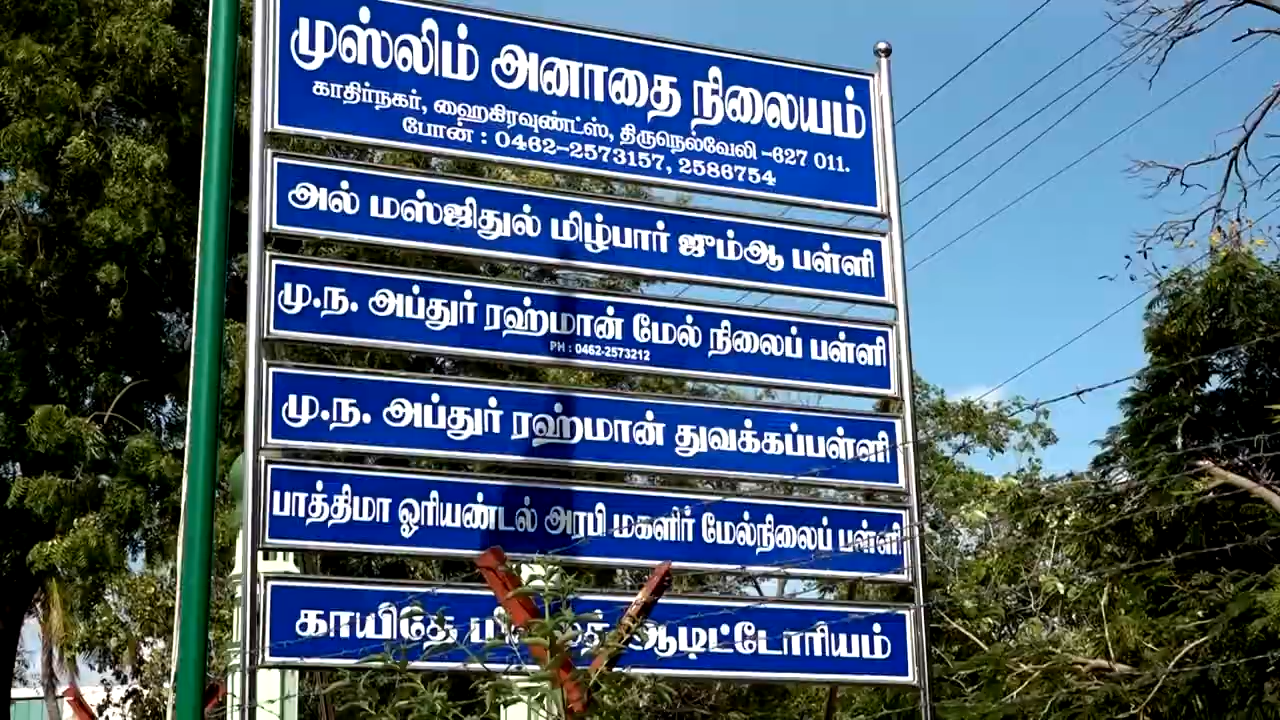 முஸ்லிம் அனாதை நிலையம்
காதிர்நகர், ஹைகிரவுண்ட்ஸ், திருநெல்வேலி -627 011.
போன் : 0462-2573157, 2586754
அல் மஸ்ஜிதுல் மிழ்பார் ஜும்ஆ பள்ளி
மு.ந. அப்துர் ரஹ்மான் மேல் நிலைப் பள்ளி
PH : 0462-2573212
மு.ந. அப்துர் ரஹ்மான் துவக்கப்பள்ளி
பாத்திமா ஓரியண்டல் அரபி மகளிர் மேல்நிலைப் பள்ளி
காயிதே ஆடிட்டோரியம்